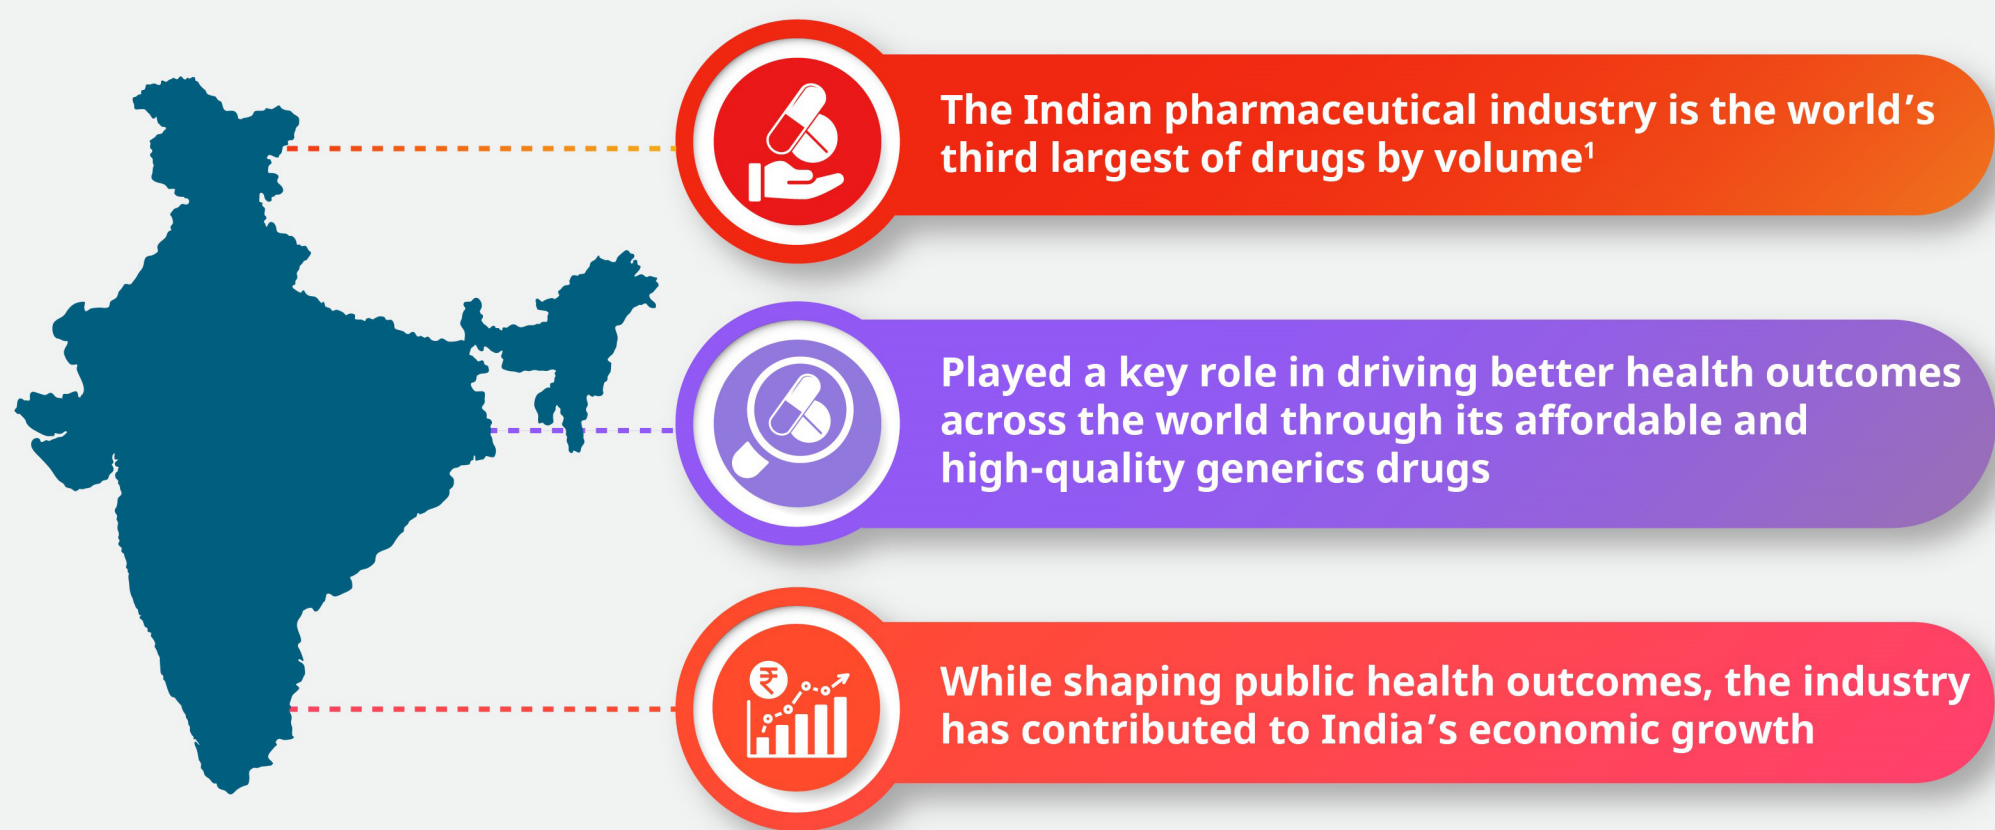 The Indian pharmaceutical industry is the world’s
third largest of drugs by volume¹
Played a key role in driving better health outcomes
across the world through its affordable and
high-quality generics drugs
₹
While shaping public health outcomes, the industry
has contributed to India’s economic growth